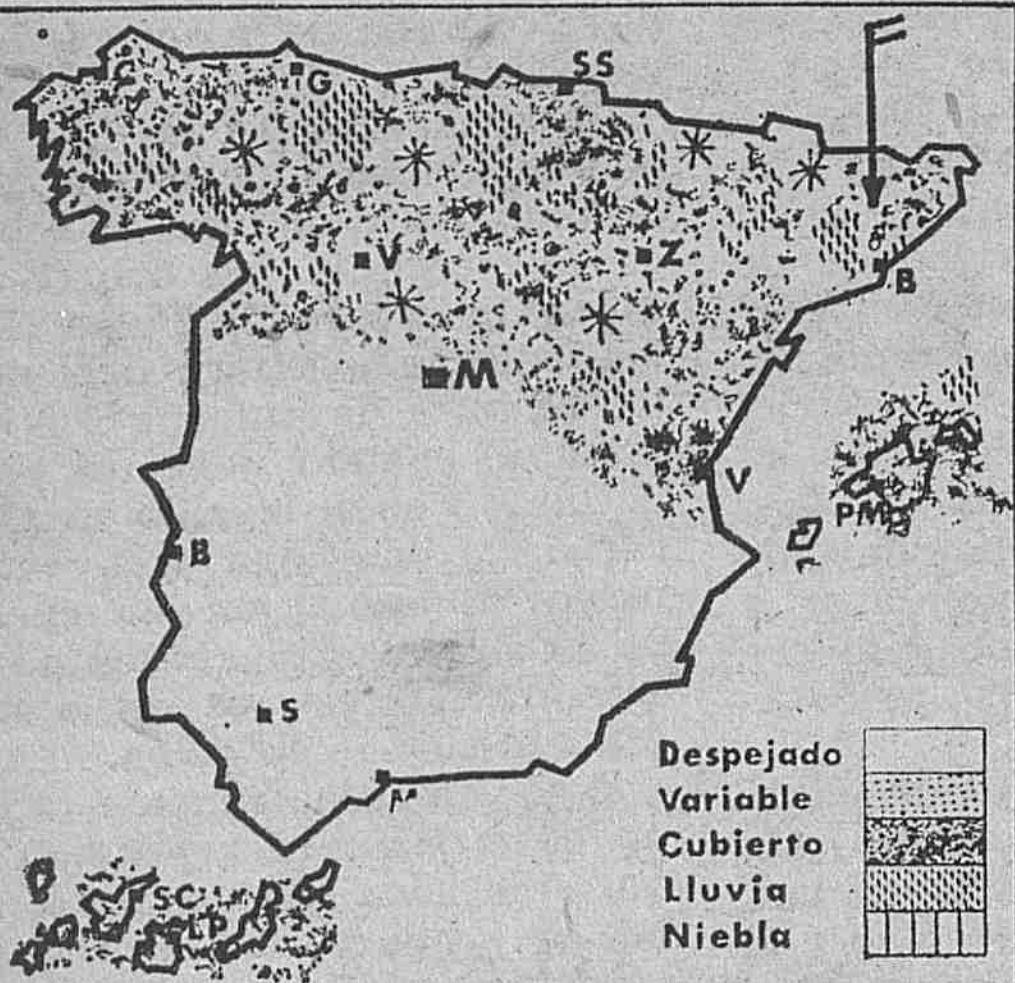 C
G
SS
V
Z
B
M
V
PM
B
S
SC
LP
Despejado
Variable
Cubierto
Lluvia
Niebla